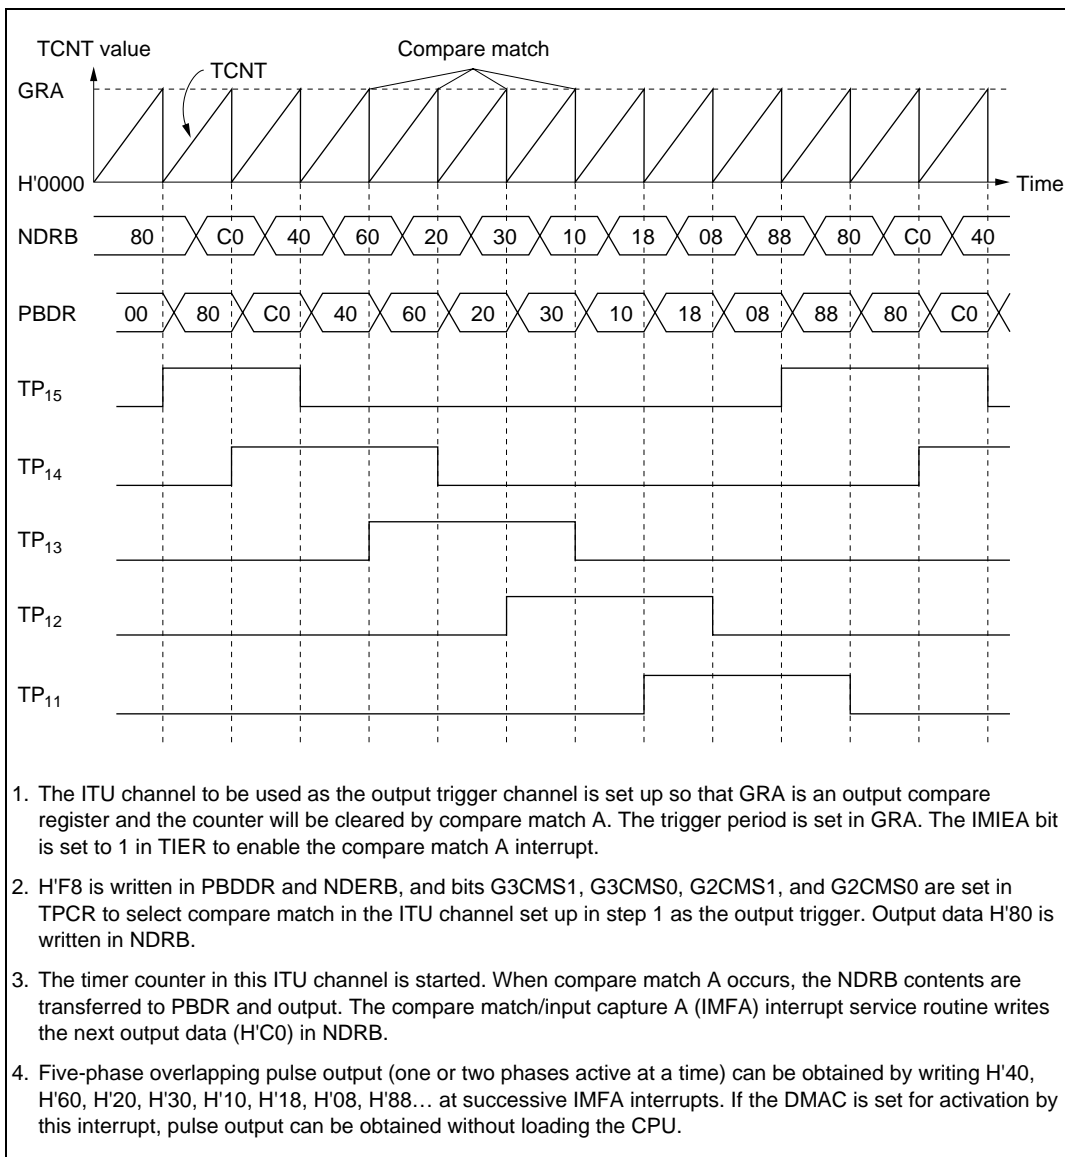 TCNT value
Compare match
TCNT
GRA
H'0000
Time
NDRB 80 C0 40 60 20 30 10 18 08 88 80 C0 40
PBDR 00 80 C0 40 60 20 30 10 18 08 88 80 C0
TP15
TP14
TP13
TP12
TP11
1. The ITU channel to be used as the output trigger channel is set up so that GRA is an output compare
register and the counter will be cleared by compare match A. The trigger period is set in GRA. The IMIEA bit
is set to 1 in TIER to enable the compare match A interrupt.
2. H'F8 is written in PBDDR and NDERB, and bits G3CMS1, G3CMS0, G2CMS1, and G2CMS0 are set in
TPCR to select compare match in the ITU channel set up in step 1 as the output trigger. Output data H'80 is
written in NDRB.
3. The timer counter in this ITU channel is started. When compare match A occurs, the NDRB contents are
transferred to PBDR and output. The compare match/input capture A (IMFA) interrupt service routine writes
the next output data (H'C0) in NDRB.
4. Five-phase overlapping pulse output (one or two phases active at a time) can be obtained by writing H'40,
H'60, H'20, H'30, H'10, H'18, H'08, H'88… at successive IMFA interrupts. If the DMAC is set for activation by
this interrupt, pulse output can be obtained without loading the CPU.